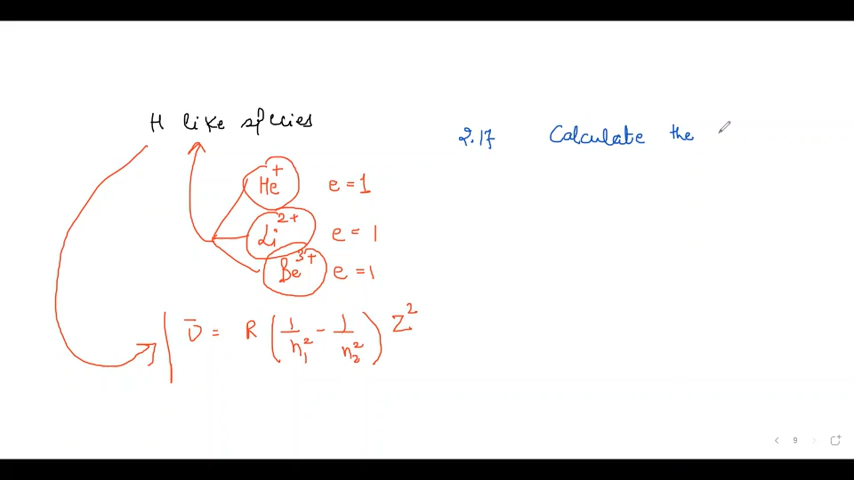 H like species
He⁺ e = 1
Li²⁺ e = 1
Be³⁺ e = 1
ν̅ = R (1/n₁² - 1/n₂²) Z²
2.17 Calculate the
9